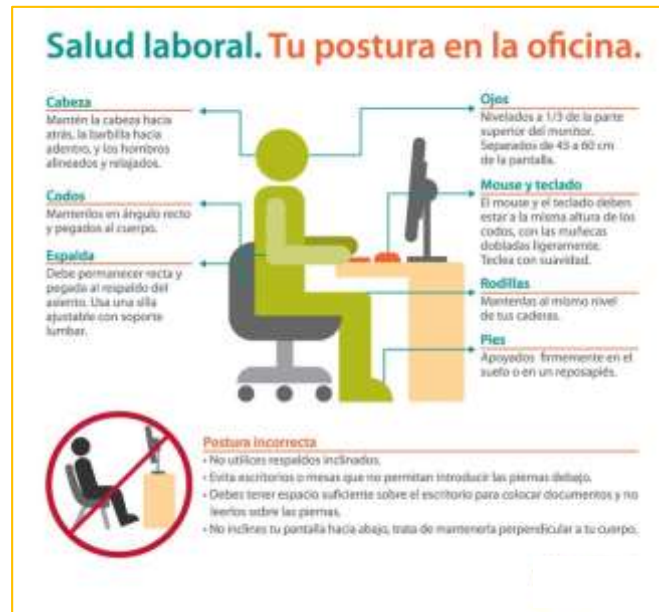 Salud laboral. Tu postura en la oficina.
Cabeza
Mantén la cabeza hacia
atrás, la barbilla hacia
adentro, y los hombros
alineados y relajados.
Codos
Mantenlos en ángulo recto
y pegados al cuerpo.
Espalda
Debe permanecer recta y
pegada al respaldo del
asiento. Usa una silla
ajustable con soporte
lumbar.
Ojos
Nivelados a 1/3 de la parte
superior del monitor.
Separados de 45 a 60 cm
de la pantalla.
Mouse y teclado
El mouse y el teclado deben
estar a la misma altura de los
codos, con las muñecas
dobladas ligeramente.
Teclea con suavidad.
Rodillas
Mantenlas al mismo nivel
de tus caderas.
Pies
Apoyados firmemente en el
suelo o en un reposapiés.
Postura incorrecta
• No utilices respaldos inclinados.
• Evita escritorios o mesas que no permitan introducir las piernas debajo.
• Debes tener espacio suficiente sobre el escritorio para colocar documentos y no
leerlos sobre las piernas.
• No inclines tu pantalla hacia abajo, trata de mantenerla perpendicular a tu cuerpo.